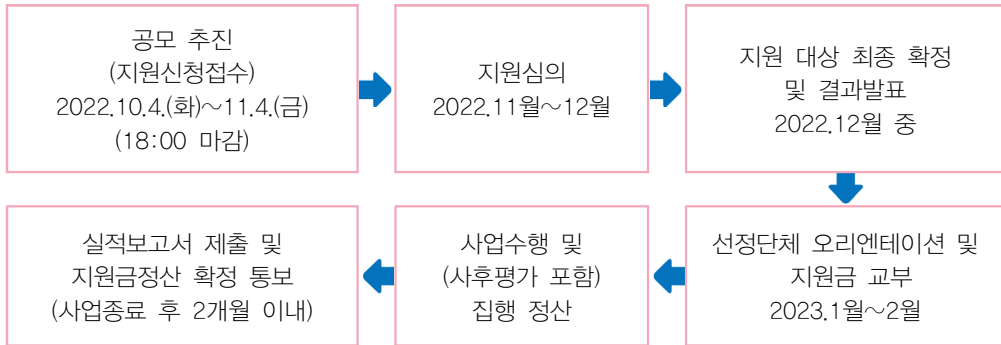 공모 추진
(지원신청접수)
2022.10.4.(화)~11.4.(금)
(18:00 마감)
지원심의
2022.11월~12월
지원 대상 최종 확정
및 결과발표
2022.12월 중
선정단체 오리엔테이션 및
지원금 교부
2023.1월~2월
사업수행 및
(사후평가 포함)
집행 정산
실적보고서 제출 및
지원금정산 확정 통보
(사업종료 후 2개월 이내)